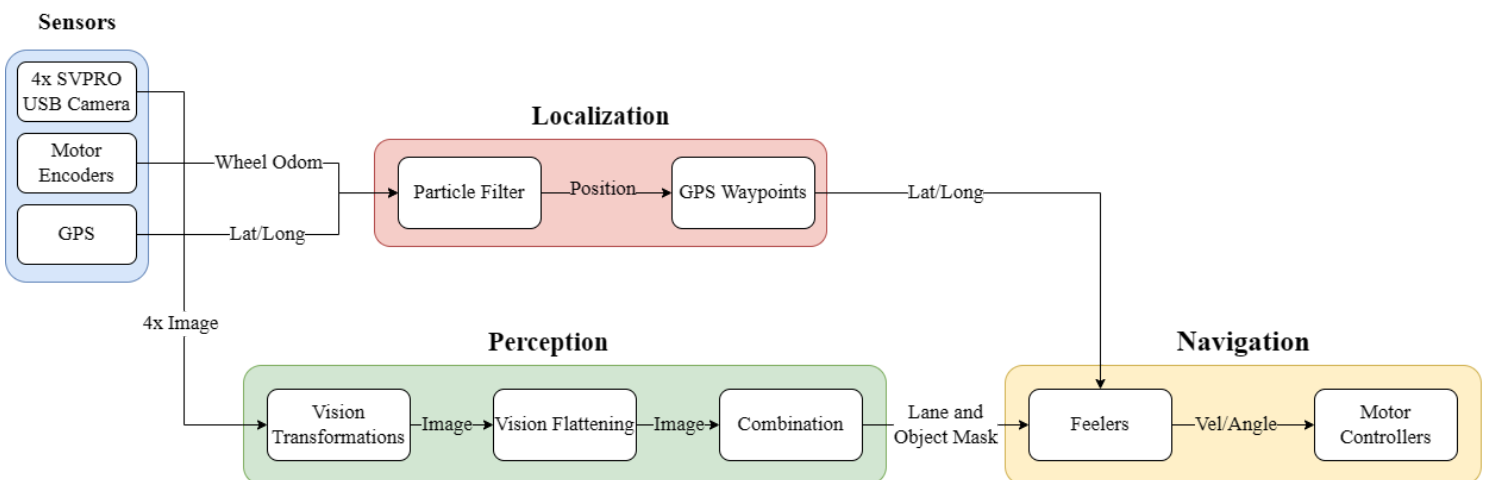 Sensors
4x SVPRO
USB Camera
Motor
Encoders
GPS
Wheel Odom
Lat/Long
4x Image
Localization
Particle Filter
Position
GPS Waypoints
Lat/Long
Perception
Vision
Transformations
Image
Vision Flattening
Image
Combination
Lane and
Object Mask
Navigation
Feelers
Vel/Angle
Motor
Controllers